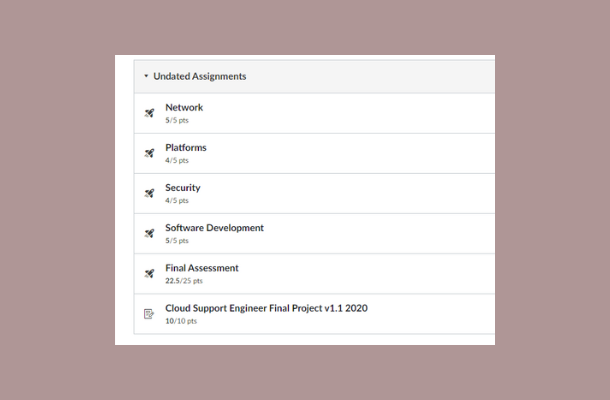 Undated Assignments
Network
5/5 pts
Platforms
4/5 pts
Security
4/5 pts
Software Development
5/5 pts
Final Assessment
22.5/25 pts
Cloud Support Engineer Final Project v1.1 2020
10/10 pts